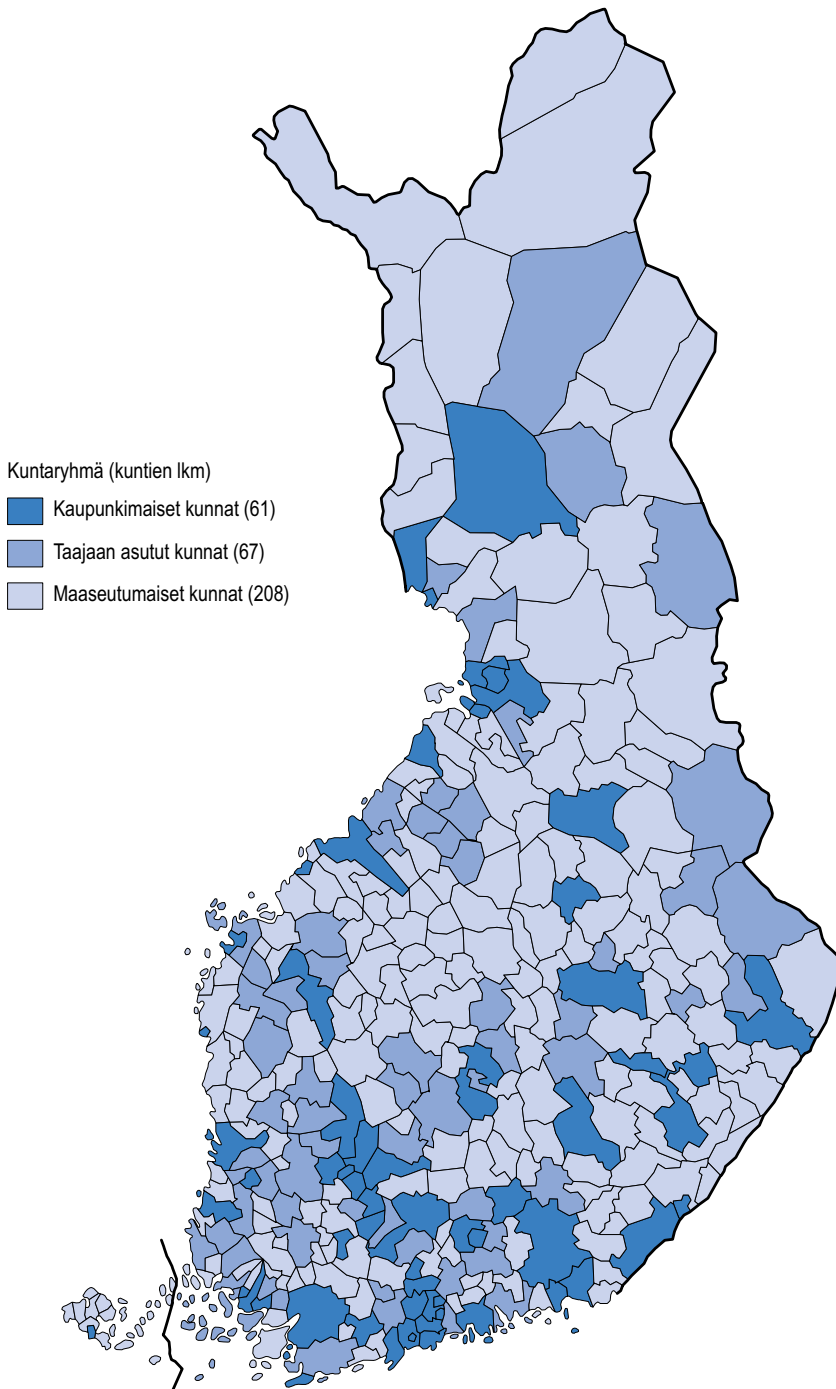 Kuntaryhmä (kuntien lkm)
Kaupunkimaiset kunnat (61)
Taajaan asutut kunnat (67)
Maaseutumaiset kunnat (208)